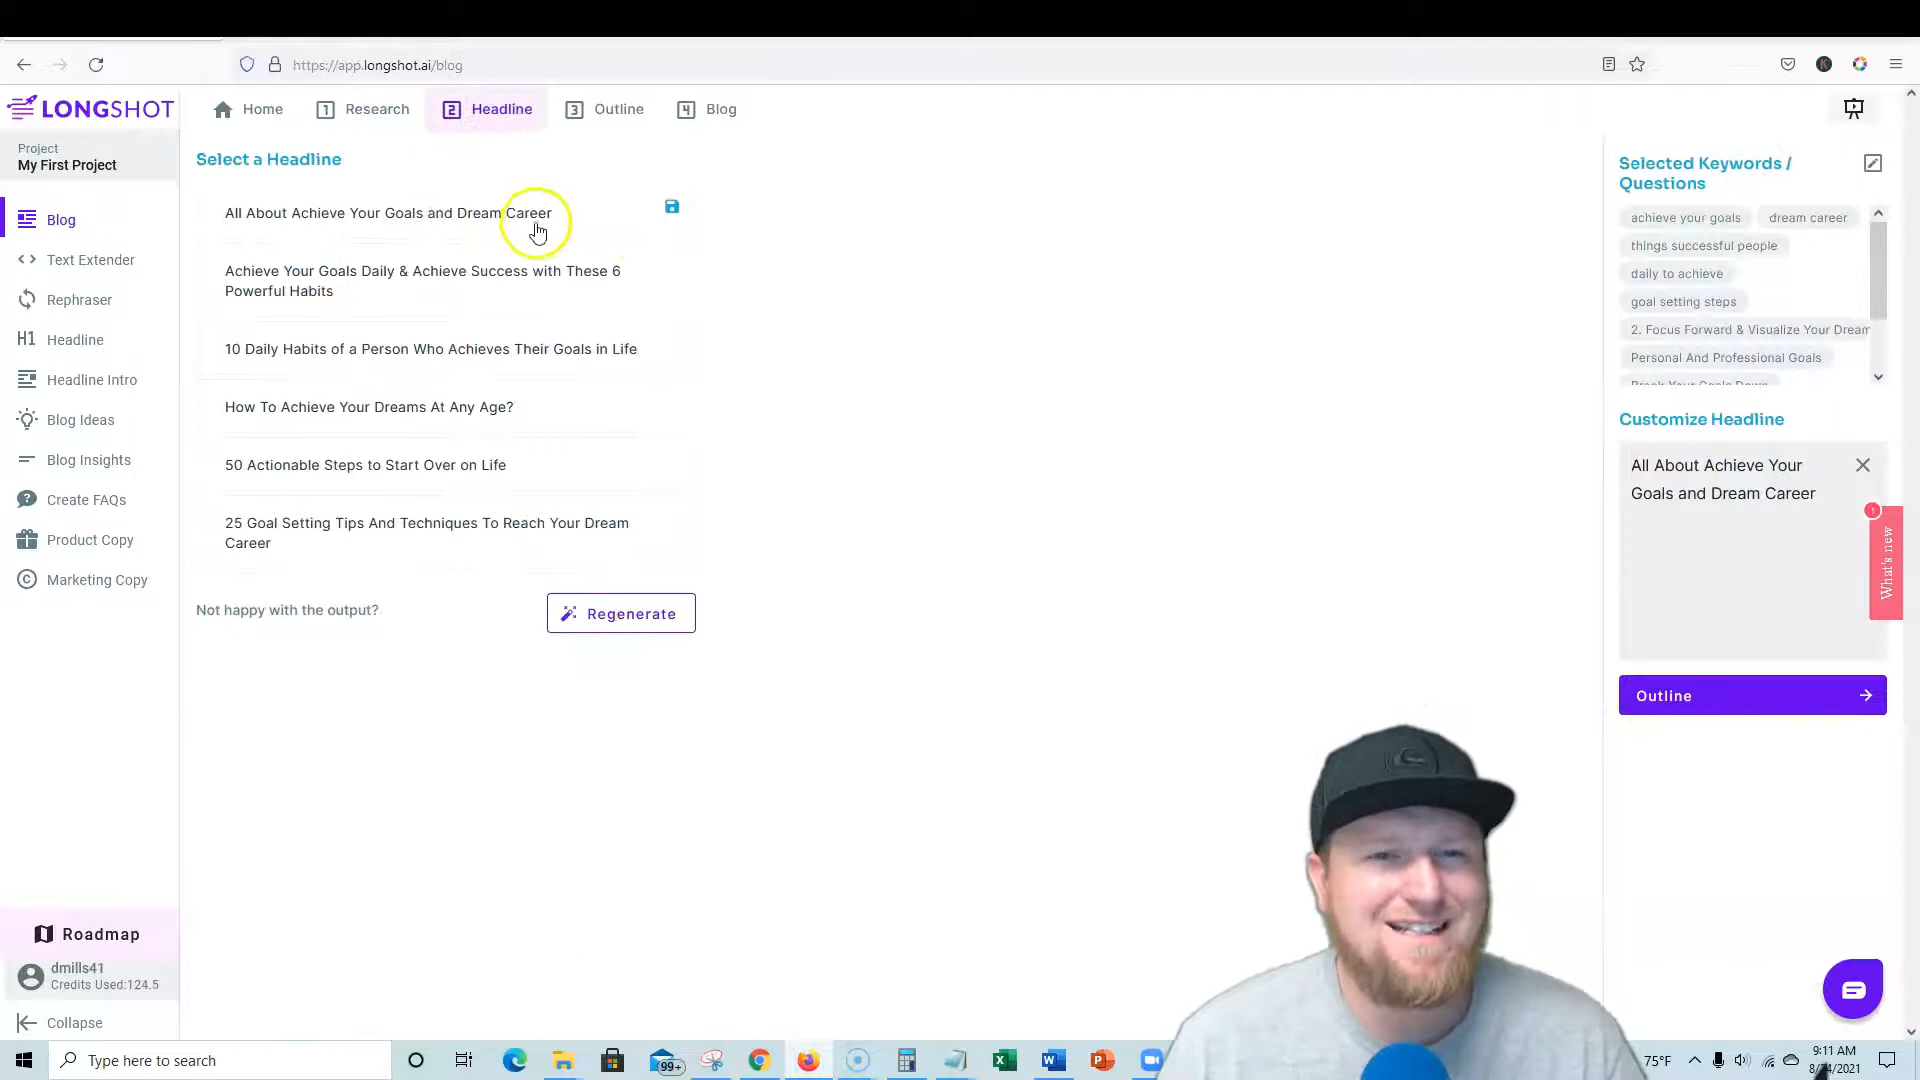 https://app.longshot.ai/blog
LONGSHOT
Home
1 Research
2 Headline
3 Outline
4 Blog
Project
My First Project
Blog
Text Extender
Rephraser
H1 Headline
Headline Intro
Blog Ideas
Blog Insights
Create FAQs
Product Copy
Marketing Copy
Roadmap
dmills41
Credits Used:124.5
Collapse
Select a Headline
All About Achieve Your Goals and Dream Career
Achieve Your Goals Daily & Achieve Success with These 6
Powerful Habits
10 Daily Habits of a Person Who Achieves Their Goals in Life
How To Achieve Your Dreams At Any Age?
50 Actionable Steps to Start Over on Life
25 Goal Setting Tips And Techniques To Reach Your Dream
Career
Not happy with the output?
Regenerate
Selected Keywords /
Questions
achieve your goals
dream career
things successful people
daily to achieve
goal setting steps
2. Focus Forward & Visualize Your Dream
Personal And Professional Goals
Break Your Goals Down
Customize Headline
All About Achieve Your
Goals and Dream Career
What's new
Outline
Type here to search
99+
75°F
9:11 AM